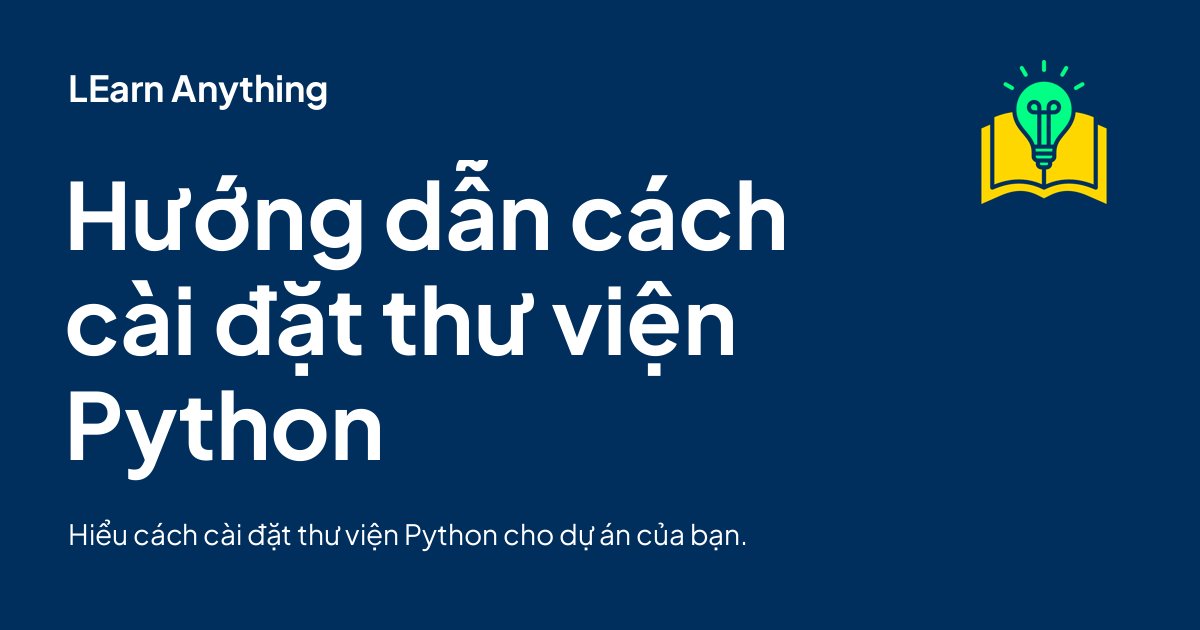 LEarn Anything
Hướng dẫn cách
cài đặt thư viện
Python
Hiểu cách cài đặt thư viện Python cho dự án của bạn.